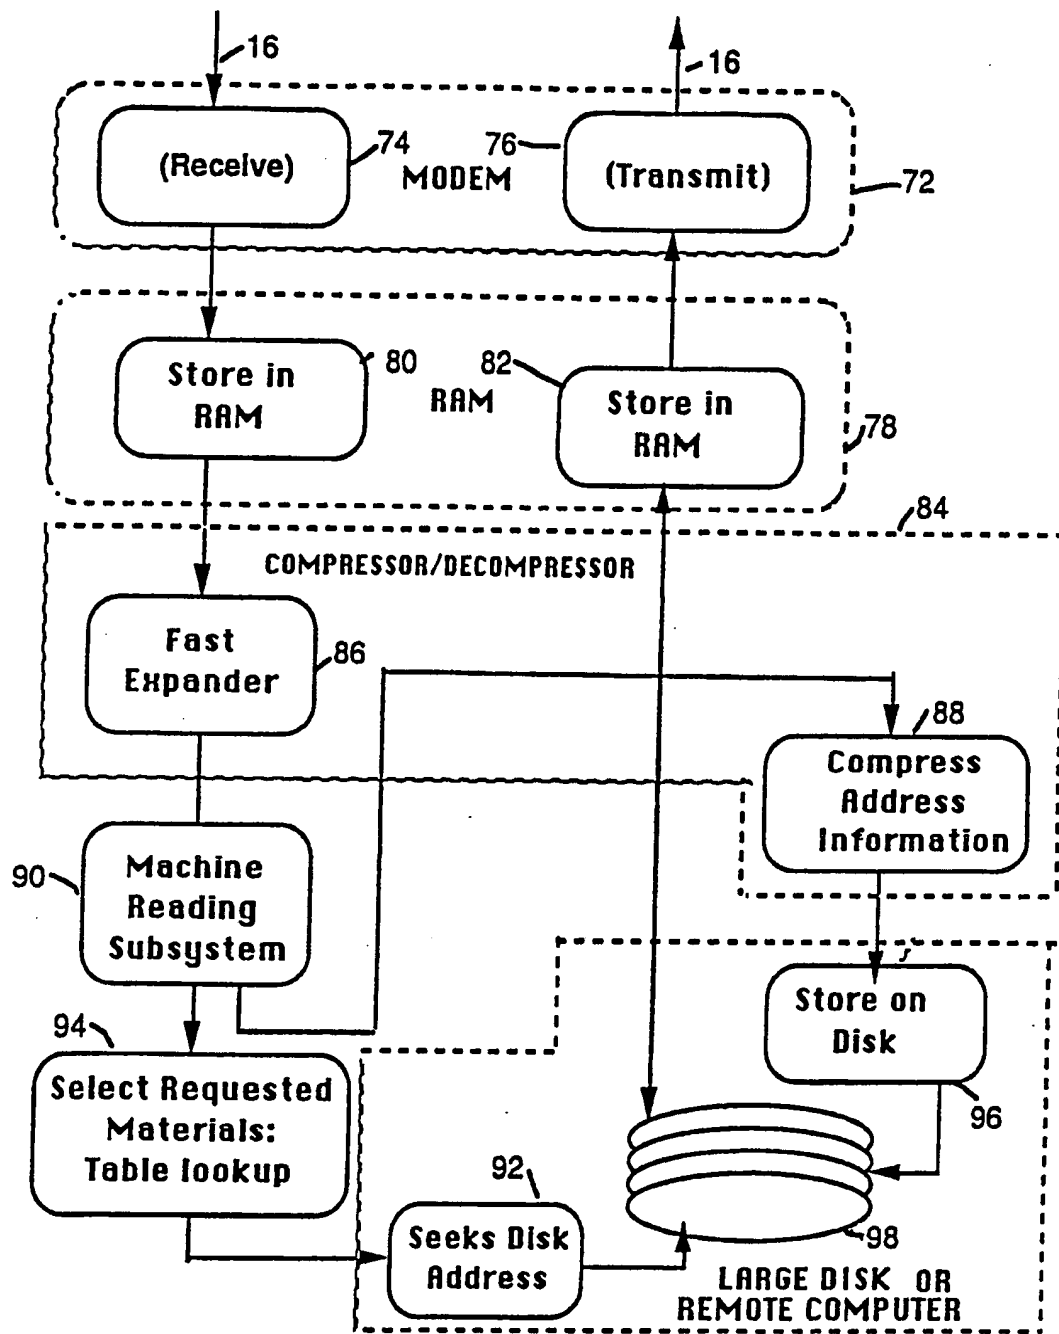 16
16
(Receive)
74
MODEM
76
(Transmit)
72
Store in
RAM
80
RAM
82
Store in
RAM
78
84
COMPRESSOR/DECOMPRESSOR
Fast
Expander
86
88
Compress
Address
Information
90
Machine
Reading
Subsystem
94
Select Requested
Materials:
Table lookup
Store on
Disk
96
92
Seeks Disk
Address
98
LARGE DISK OR
REMOTE COMPUTER